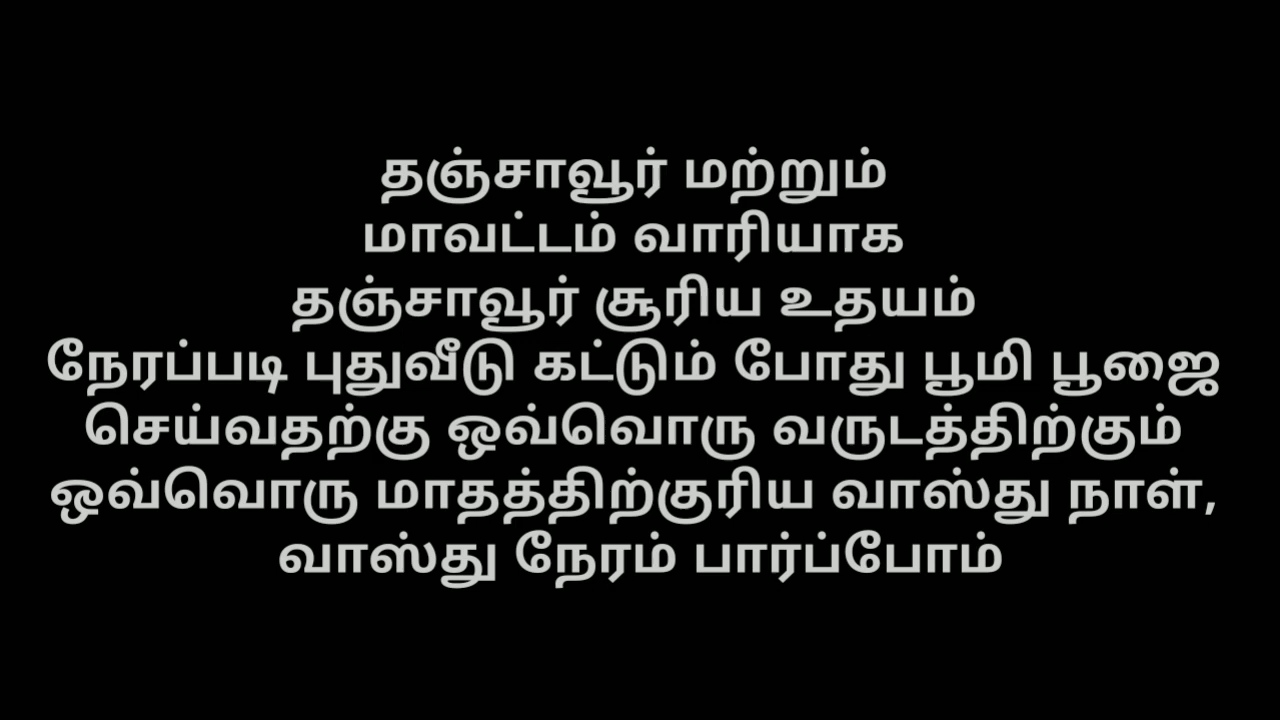 தஞ்சாவூர் மற்றும்
மாவட்டம் வாரியாக
தஞ்சாவூர் சூரிய உதயம்
நேரப்படி புதுவீடு கட்டும் போது பூமி பூஜை
செய்வதற்கு ஒவ்வொரு வருடத்திற்கும்
ஒவ்வொரு மாதத்திற்குரிய வாஸ்து நாள்,
வாஸ்து நேரம் பார்ப்போம்